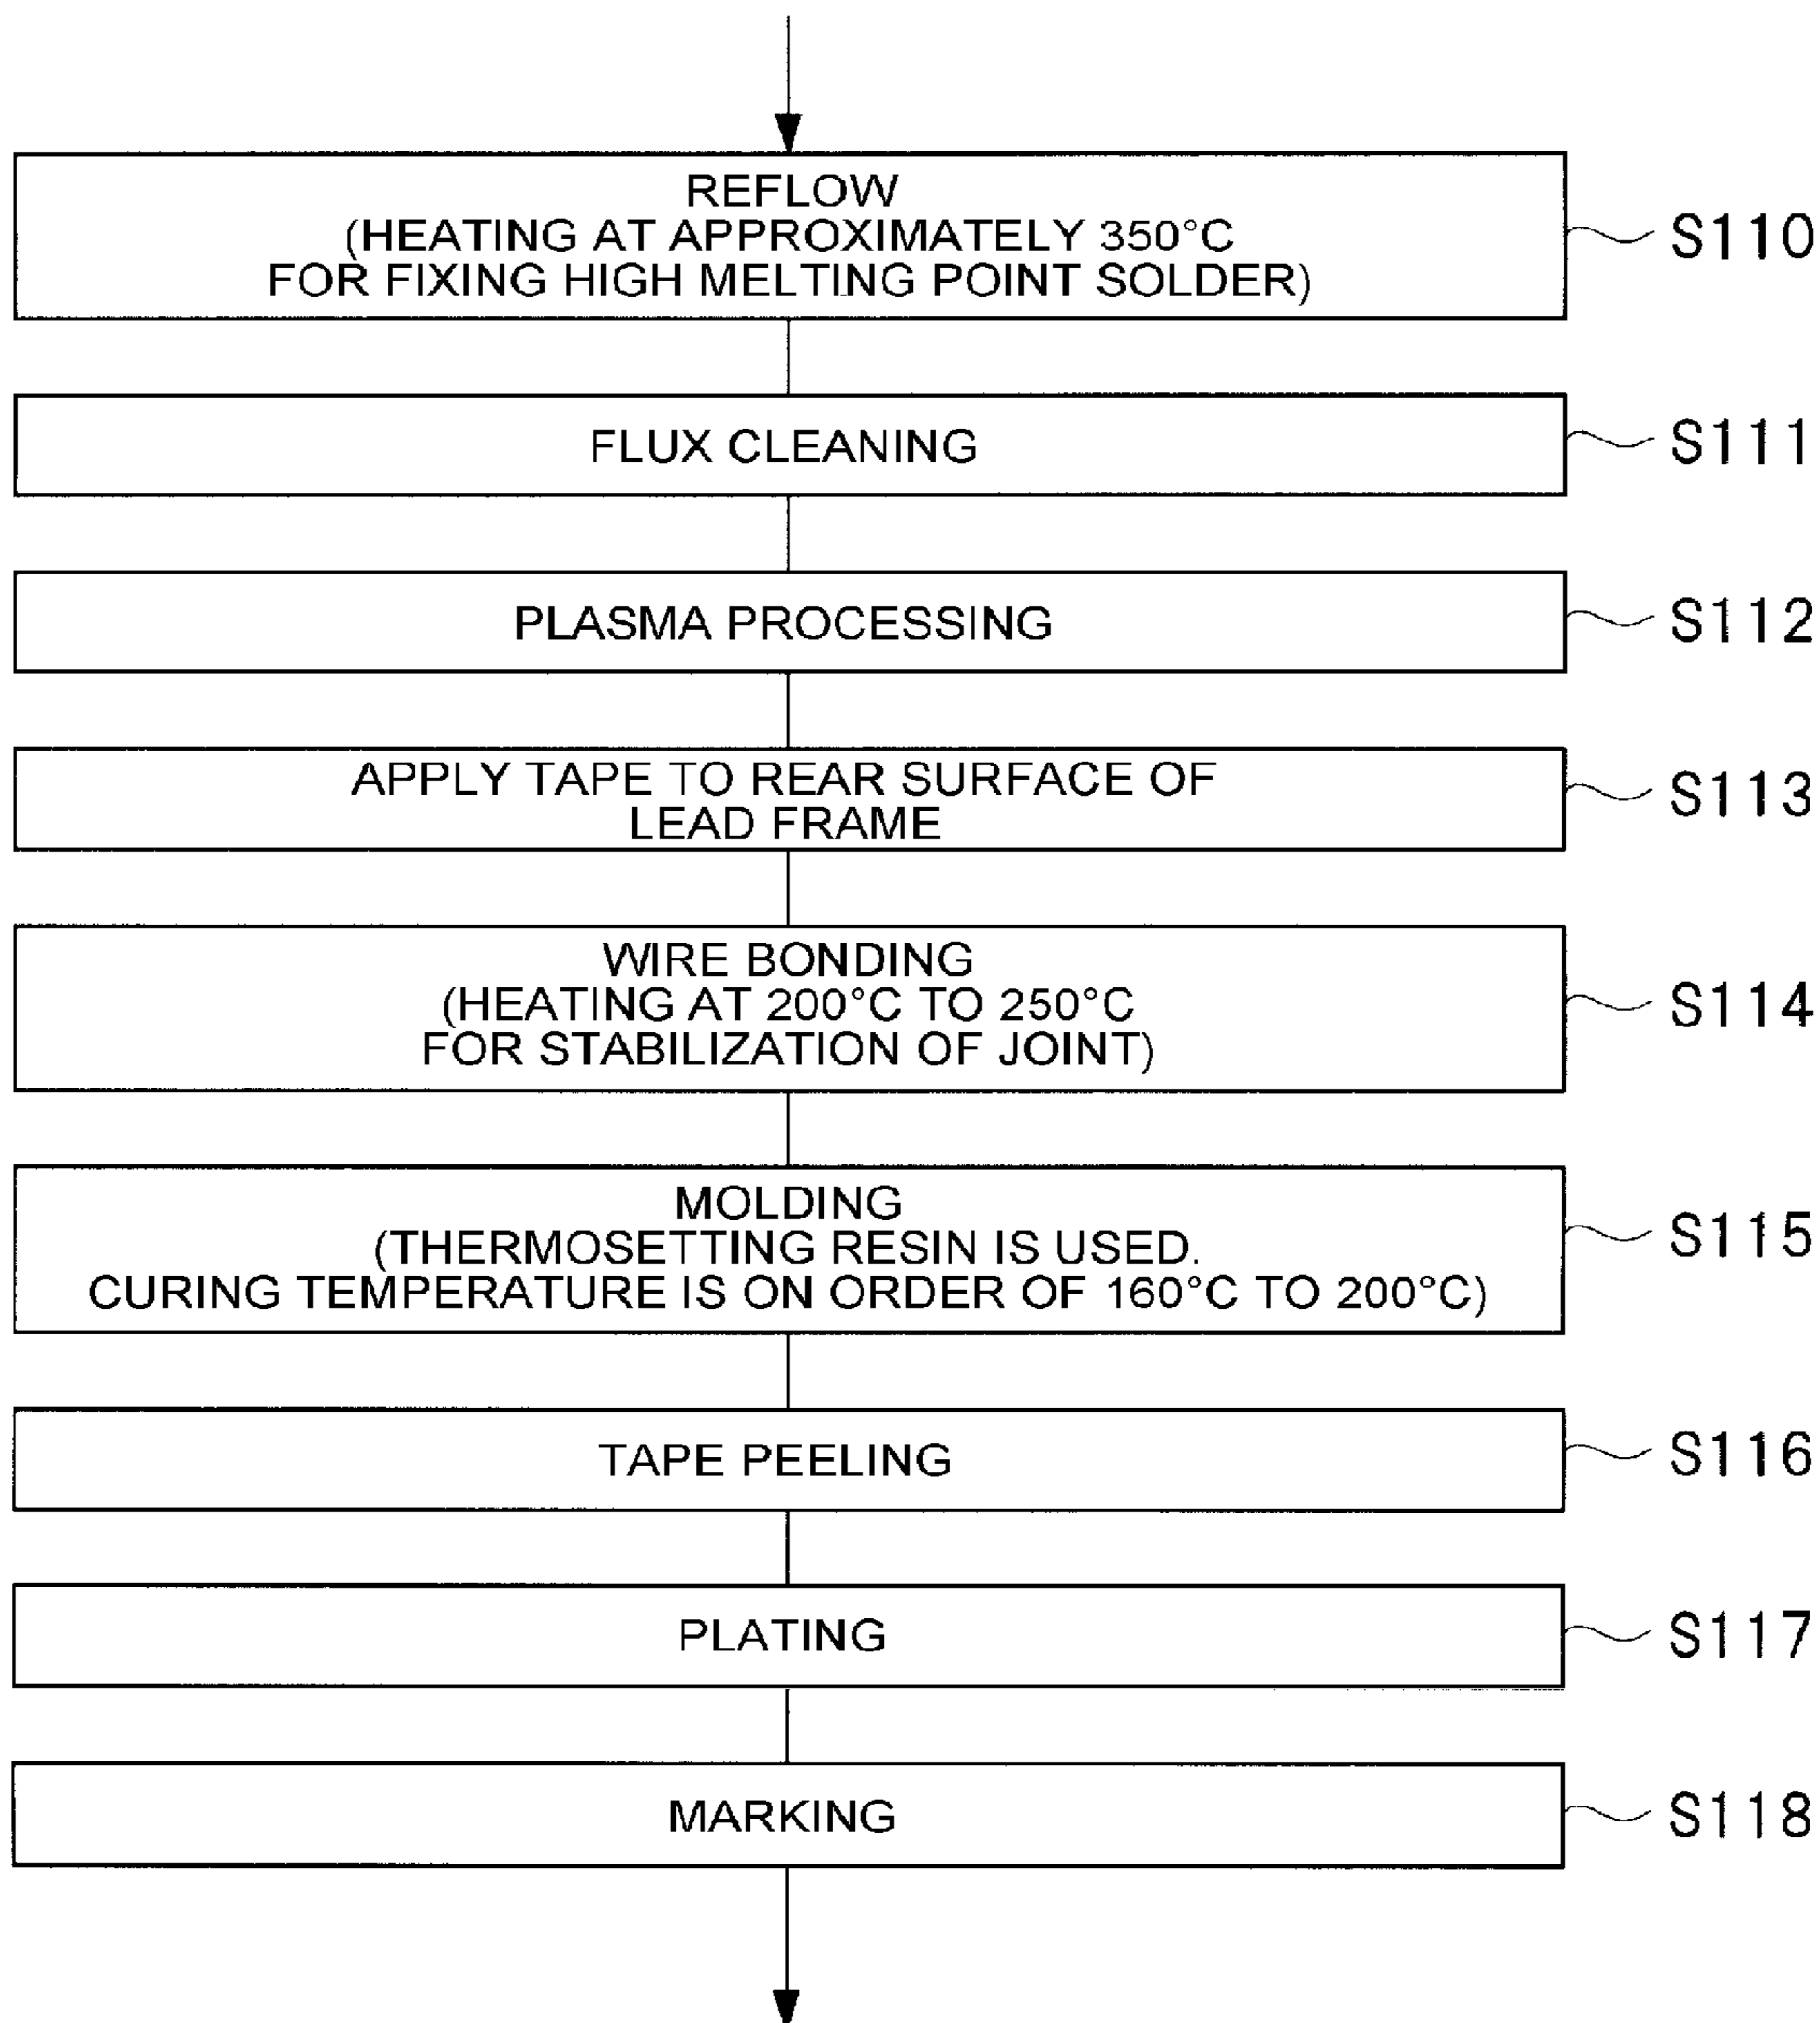 REFLOW
(HEATING AT APPROXIMATELY 350°C
FOR FIXING HIGH MELTING POINT SOLDER)
S110
FLUX CLEANING
S111
PLASMA PROCESSING
S112
APPLY TAPE TO REAR SURFACE OF
LEAD FRAME
S113
WIRE BONDING
(HEATING AT 200°C TO 250°C
FOR STABILIZATION OF JOINT)
S114
MOLDING
(THERMOSETTING RESIN IS USED.
CURING TEMPERATURE IS ON ORDER OF 160°C TO 200°C)
S115
TAPE PEELING
S116
PLATING
S117
MARKING
S118